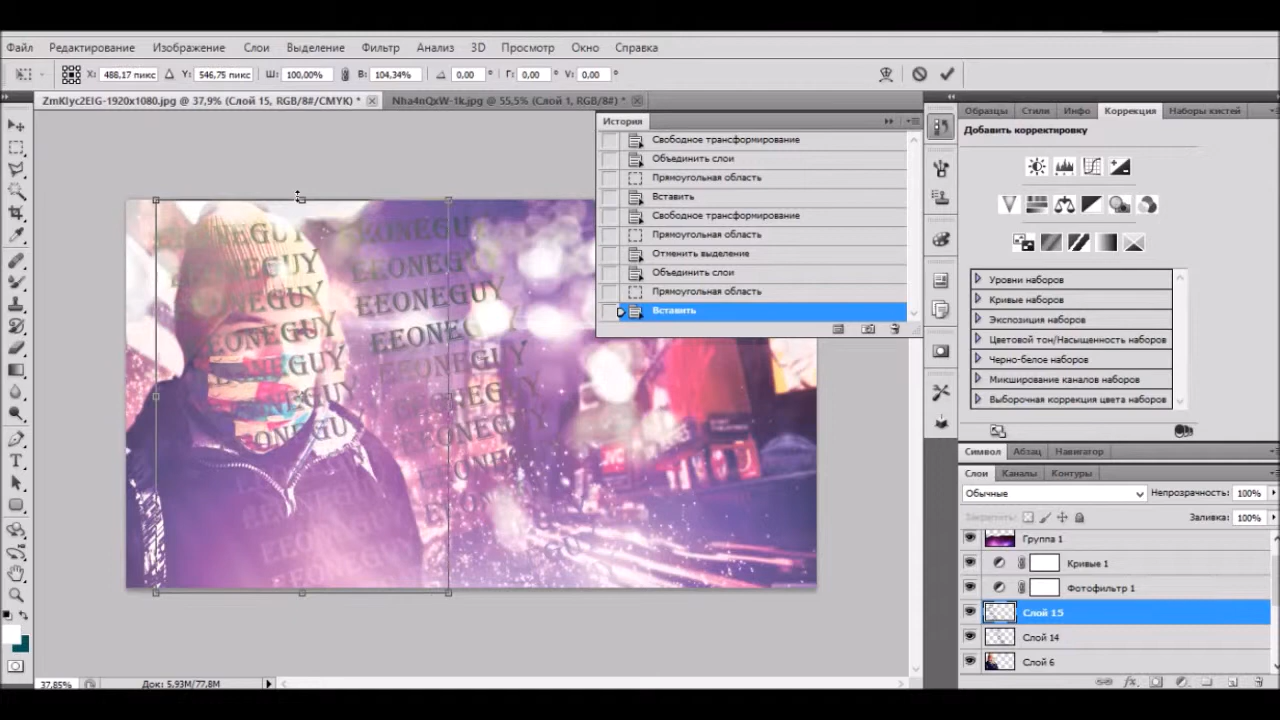 Файл Редактирование Изображение Слои Выделение Фильтр Анализ 3D Просмотр Окно Справка
X: 488,17 пикс Y: 546,75 пикс Ш: 100,00% В: 104,34% 0,00 ° Г: 0,00 ° V: 0,00 °
ZmKlyc2EIG-1920x1080.jpg @ 37,9% (Слой 15, RGB/8#/CMYK) * Nha4nQxW-1k.jpg @ 55,5% (Слой 1, RGB/8#) *
История
Свободное трансформирование
Объединить слои
Прямоугольная область
Вставить
Свободное трансформирование
Прямоугольная область
Отменить выделение
Объединить слои
Прямоугольная область
Вставить
Образцы Стили Инфо Коррекция Наборы кистей
Добавить корректировку
Уровни наборов
Кривые наборов
Экспозиция наборов
Цветовой тон/Насыщенность наборов
Черно-белое наборов
Микширование каналов наборов
Выборочная коррекция цвета наборов
Символ Абзац Навигатор
Слои Каналы Контуры
Обычные Непрозрачность: 100%
Закрепить: Заливка: 100%
Группа 1
Кривые 1
Фотофильтр 1
Слой 15
Слой 14
Слой 6
EEONEGUY
EEONEGUY
EEONEGUY
EEONEGUY
EEONEGUY
EEONEGUY
37,85% Док: 5,93M/77,8M